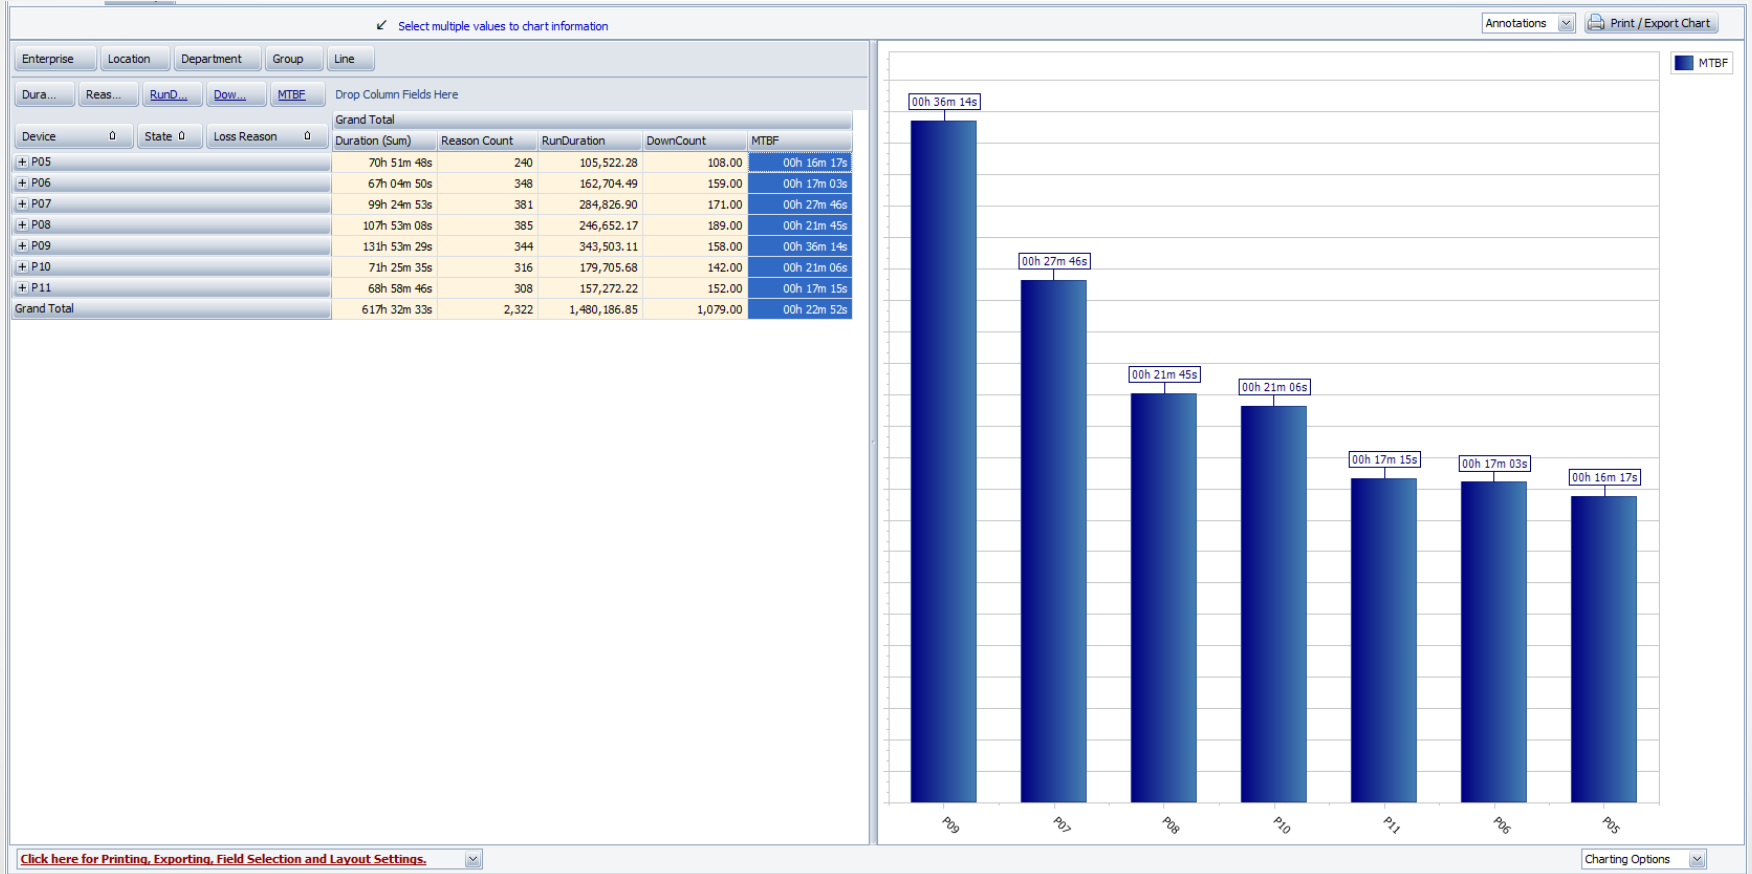 Select multiple values to chart information
Annotations
Print / Export Chart
Enterprise
Location
Department
Group
Line
Dura...
Reas...
RunD...
Dow...
MTBF
Drop Column Fields Here
Grand Total
Device
State
Loss Reason
Duration (Sum) Reason Count RunDuration DownCount MTBF
P05 70h 51m 48s 240 105,522.28 108.00 00h 16m 17s
P06 67h 04m 50s 348 162,704.49 159.00 00h 17m 03s
P07 99h 24m 53s 381 284,826.90 171.00 00h 27m 46s
P08 107h 53m 08s 385 246,652.17 189.00 00h 21m 45s
P09 131h 53m 29s 344 343,503.11 158.00 00h 36m 14s
P10 71h 25m 35s 316 179,705.68 142.00 00h 21m 06s
P11 68h 58m 46s 308 157,272.22 152.00 00h 17m 15s
Grand Total 617h 32m 33s 2,322 1,480,186.85 1,079.00 00h 22m 52s
MTBF
00h 36m 14s
00h 27m 46s
00h 21m 45s
00h 21m 06s
00h 17m 15s
00h 17m 03s
00h 16m 17s
P09
P07
P08
P10
P11
P06
P05
Click here for Printing, Exporting, Field Selection and Layout Settings.
Charting Options